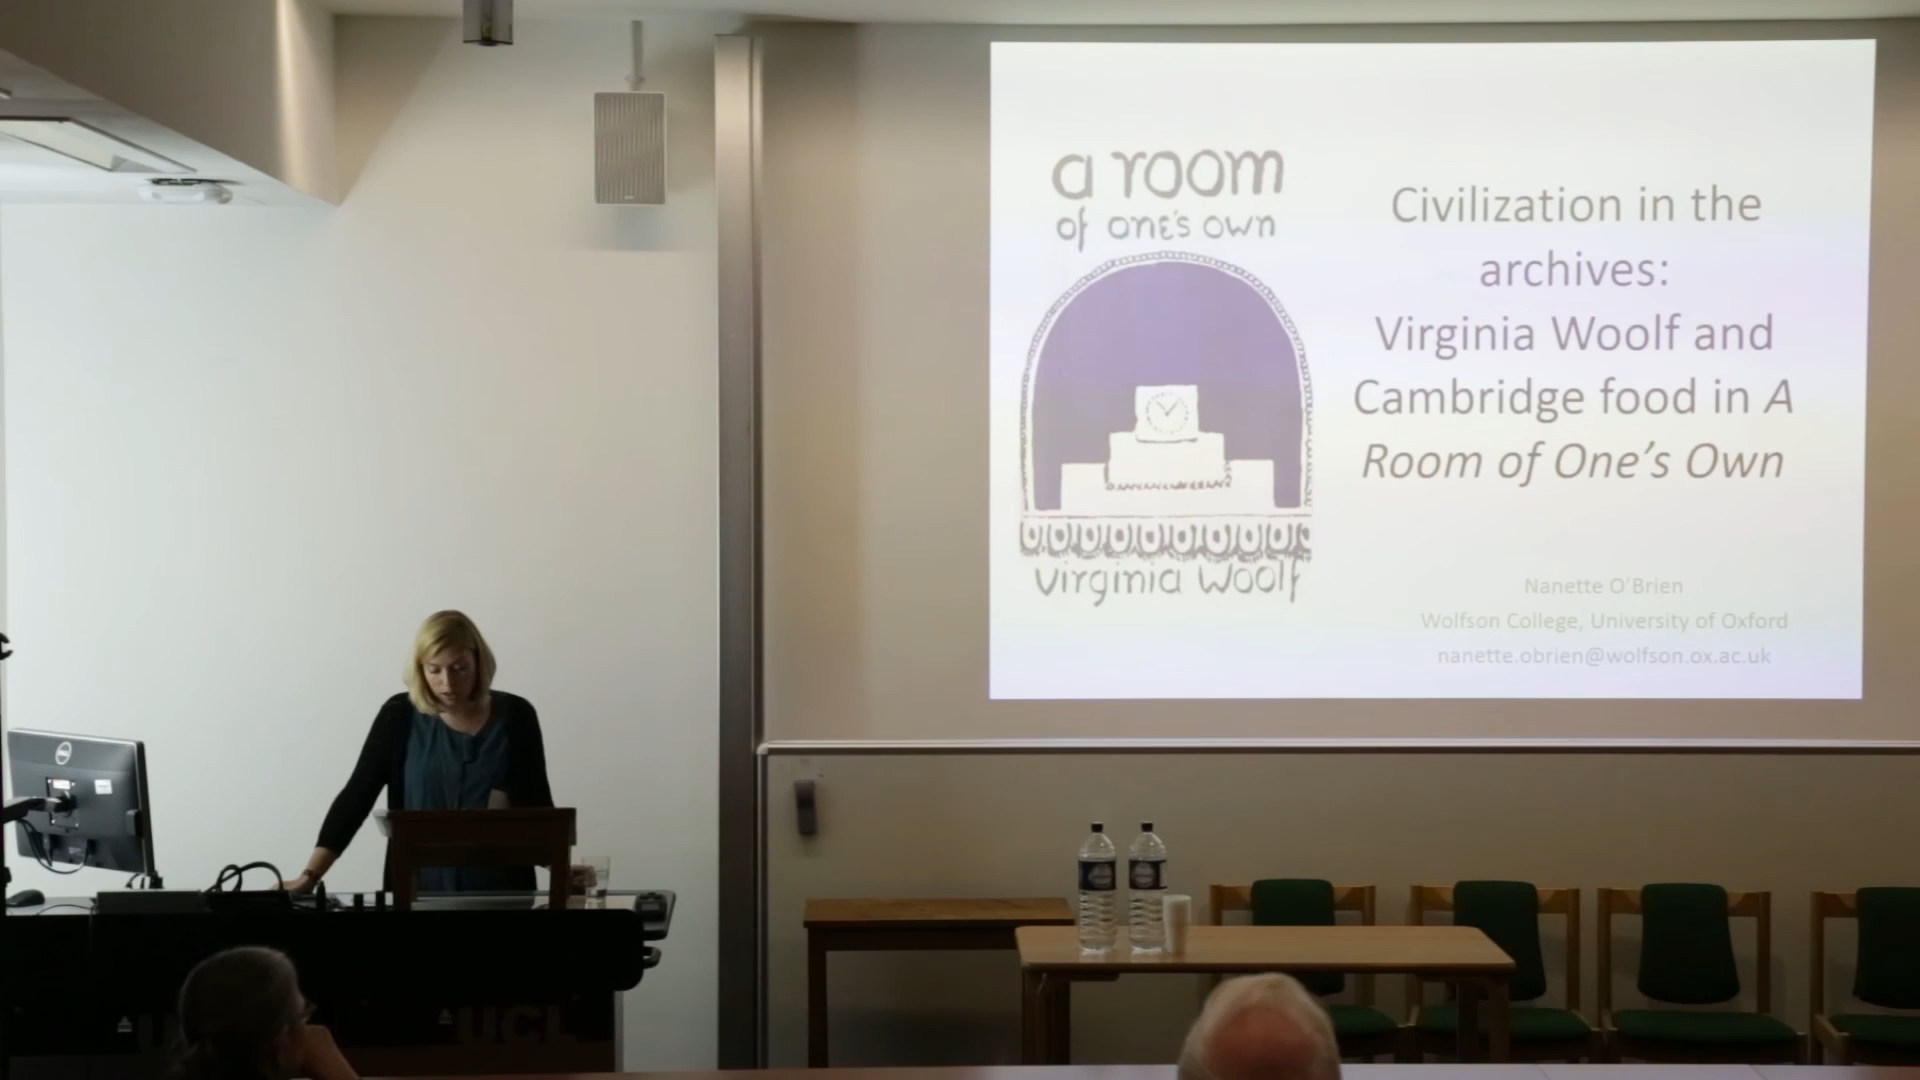 a room
of one's own
virginia woolf
Civilization in the
archives:
Virginia Woolf and
Cambridge food in A
Room of One's Own
Nanette O'Brien
Wolfson College, University of Oxford
nanette.obrien@wolfson.ox.ac.uk
UCL